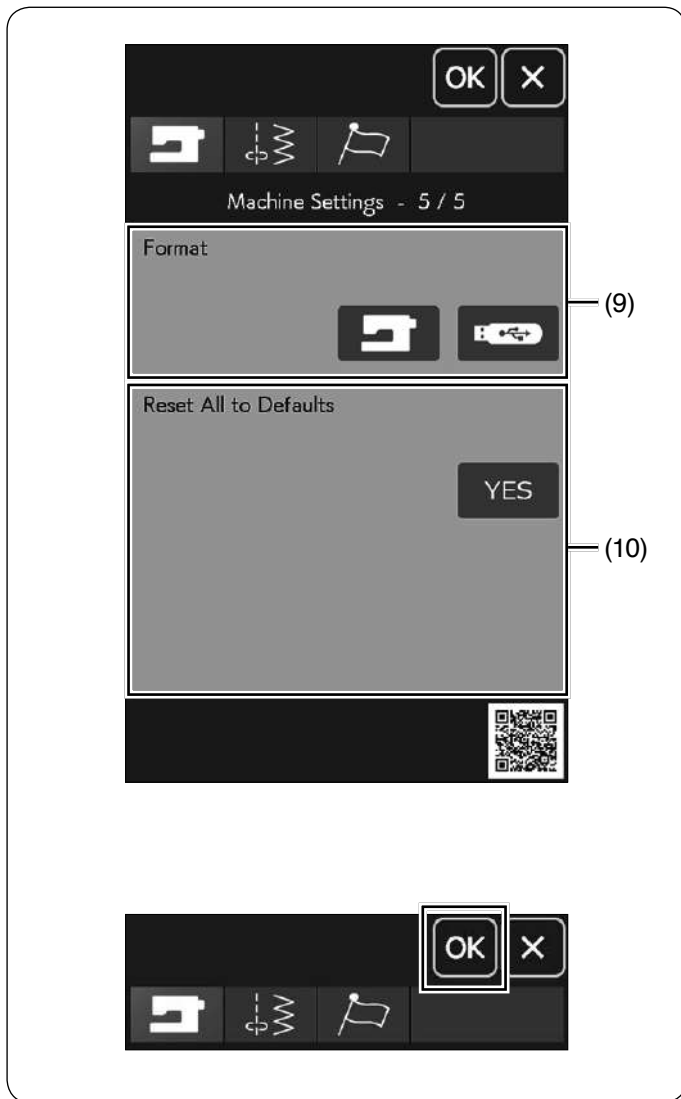 OK X
Machine Settings - 5 / 5
Format
(9)
Reset All to Defaults
YES
(10)
OK X